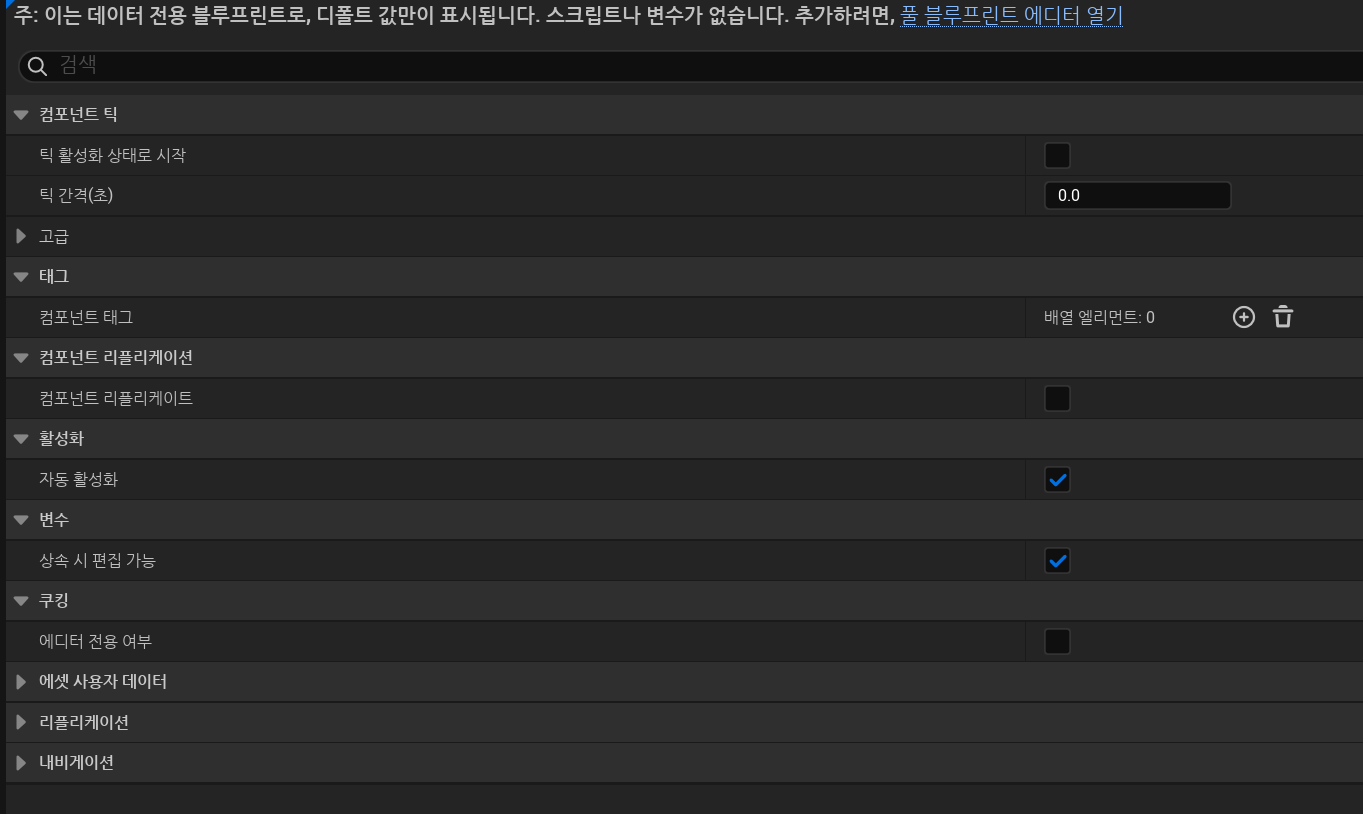 주: 이는 데이터 전용 블루프린트로, 디폴트 값만이 표시됩니다. 스크립트나 변수가 없습니다. 추가하려면, 풀 블루프린트 에디터 열기
검색
컴포넌트 틱
틱 활성화 상태로 시작
틱 간격(초) 0.0
고급
태그
컴포넌트 태그 배열 엘리먼트: 0
컴포넌트 리플리케이션
컴포넌트 리플리케이트
활성화
자동 활성화
변수
상속 시 편집 가능
쿠킹
에디터 전용 여부
에셋 사용자 데이터
리플리케이션
내비게이션